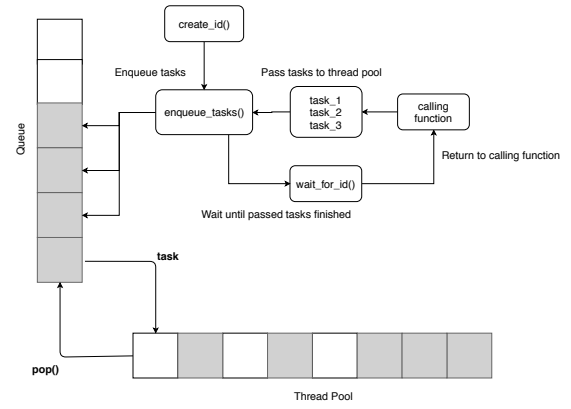 create_id()
Enqueue tasks
Pass tasks to thread pool
enqueue_tasks()
task_1
task_2
task_3
calling
function
Queue
Return to calling function
wait_for_id()
Wait until passed tasks finished
task
pop()
Thread Pool